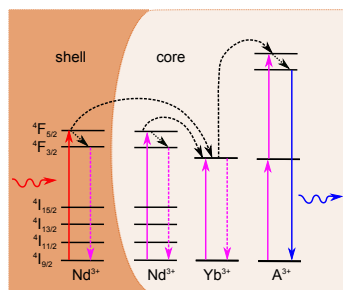 shell
core
⁴F₅/₂
⁴F₃/₂
⁴I₁₅/₂
⁴I₁₃/₂
⁴I₁₁/₂
⁴I₉/₂
Nd³⁺ Nd³⁺ Yb³⁺ A³⁺